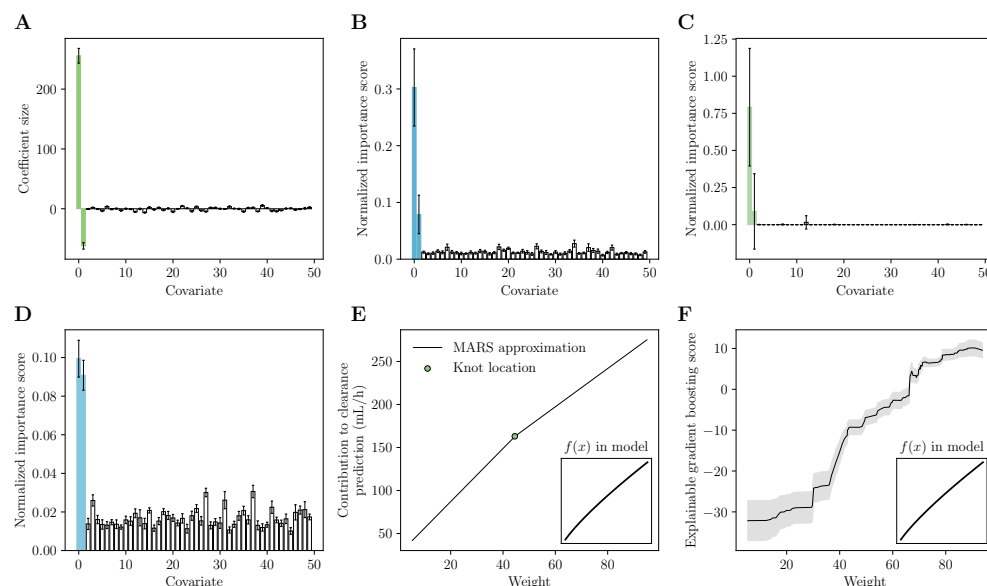 A
Coefficient size
200
100
0
0 10 20 30 40 50
Covariate
B
Normalized importance score
0.3
0.2
0.1
0.0
0 10 20 30 40 50
Covariate
C
Normalized importance score
1.25
1.00
0.75
0.50
0.25
0.00
0 10 20 30 40 50
Covariate
D
Normalized importance score
0.10
0.08
0.06
0.04
0.02
0.00
0 10 20 30 40 50
Covariate
E
Contribution to clearance
prediction (mL/h)
250
200
150
100
50
MARS approximation
Knot location
f(x) in model
20 40 60 80
Weight
F
Explainable gradient boosting score
10
0
−10
−20
−30
f(x) in model
20 40 60 80
Weight